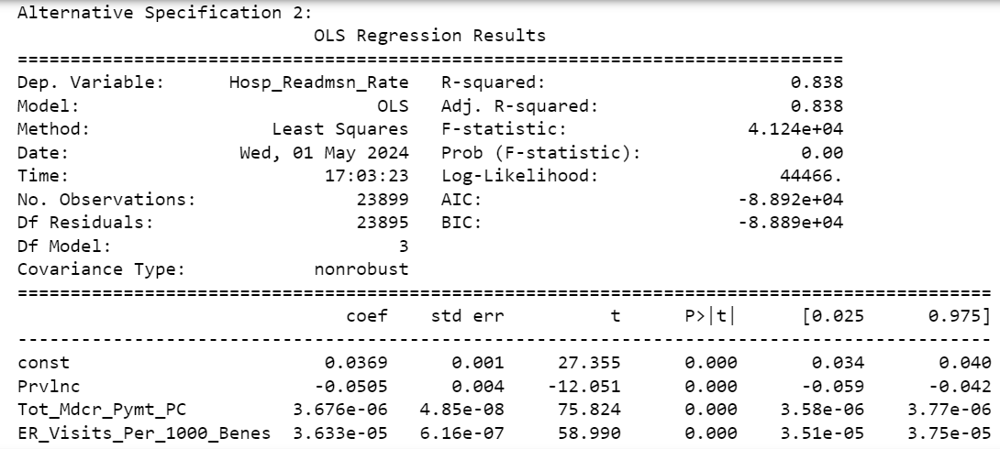 Alternative Specification 2:
OLS Regression Results
==============================================================================
Dep. Variable: Hosp_Readmsn_Rate R-squared: 0.838
Model: OLS Adj. R-squared: 0.838
Method: Least Squares F-statistic: 4.124e+04
Date: Wed, 01 May 2024 Prob (F-statistic): 0.00
Time: 17:03:23 Log-Likelihood: 44466.
No. Observations: 23899 AIC: -8.892e+04
Df Residuals: 23895 BIC: -8.889e+04
Df Model: 3
Covariance Type: nonrobust
============================================================================================
coef std err t P>|t| [0.025 0.975]
--------------------------------------------------------------------------------------------
const 0.0369 0.001 27.355 0.000 0.034 0.040
Prvlnc -0.0505 0.004 -12.051 0.000 -0.059 -0.042
Tot_Mdcr_Pymt_PC 3.676e-06 4.85e-08 75.824 0.000 3.58e-06 3.77e-06
ER_Visits_Per_1000_Benes 3.633e-05 6.16e-07 58.990 0.000 3.51e-05 3.75e-05